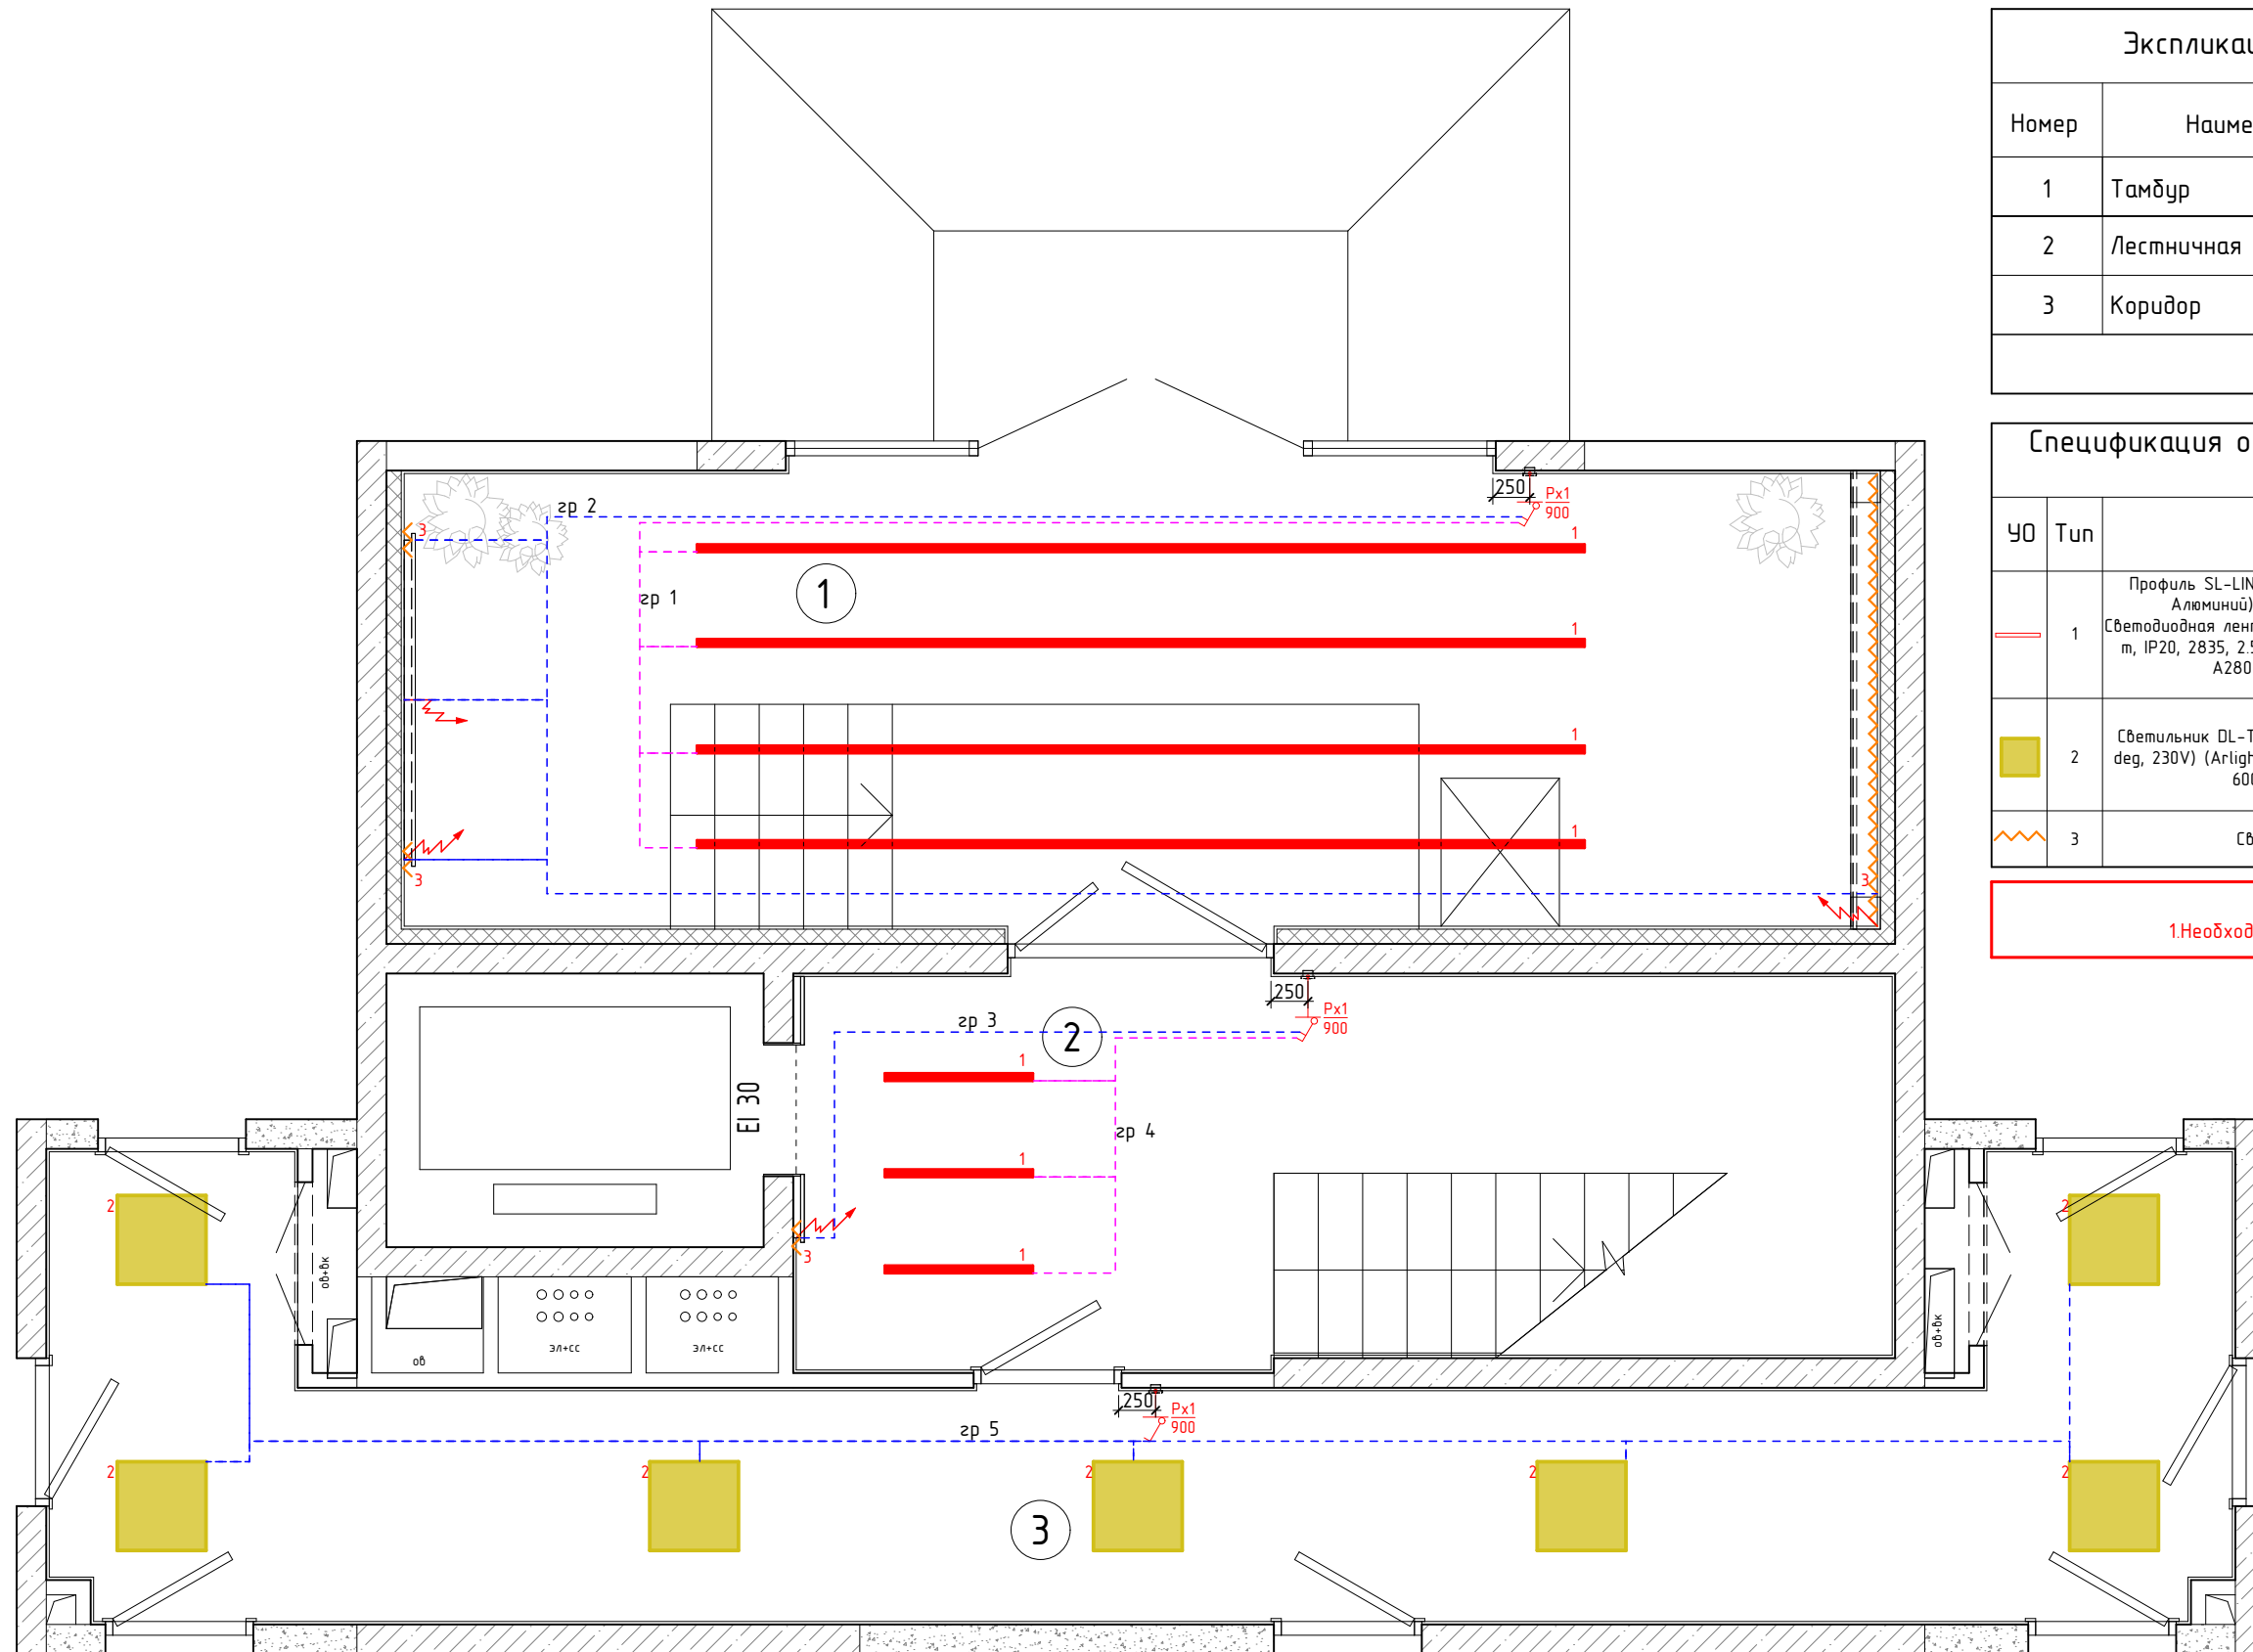 Экспликац
Номер
Наиме
1
Тамбур
2
Лестничная
3
Коридор
Спецификация о
УО
Тип
1
Профиль SL-LIN
Алюминий)
Светодиодная лен
m, IP20, 2835, 2.5
A280
2
Светильник DL-T
deg, 230V) (Arligh
600
3
Св
1.Необход
гр 2
250
Рх1
900
3
1
гр 1
1
1
1
1
3
3
250
Рх1
900
гр 3
2
1
EI 30
гр 4
1
2
2
3
1
ов+вк
ов+вк
ов
эл+сс
эл+сс
250
Рх1
900
гр 5
2
2
2
2
2
3